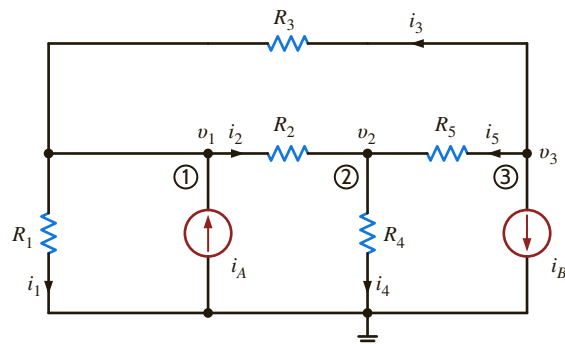 R3
i3
v1 i2 R2 v2 R5 i5
① ② ③ v3
R1 iA R4 iB
i1 i4